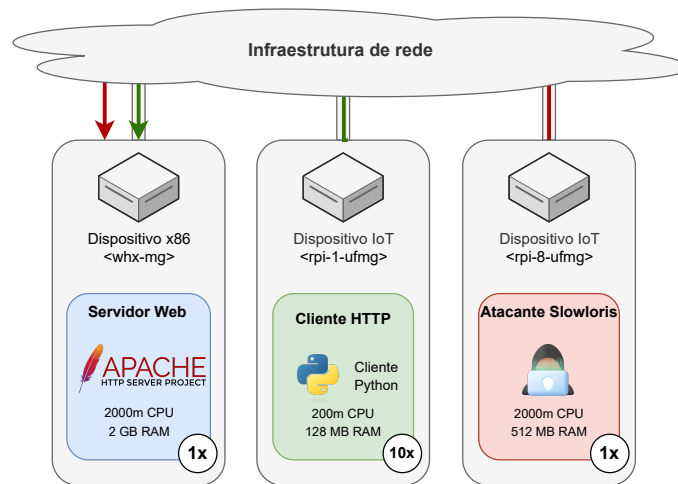 Infraestrutura de rede
Dispositivo x86
<whx-mg>
Servidor Web
APACHE
HTTP SERVER PROJECT
2000m CPU
2 GB RAM
1x
Dispositivo IoT
<rpi-1-ufmg>
Cliente HTTP
Cliente
Python
200m CPU
128 MB RAM
10x
Dispositivo IoT
<rpi-8-ufmg>
Atacante Slowloris
2000m CPU
512 MB RAM
1x